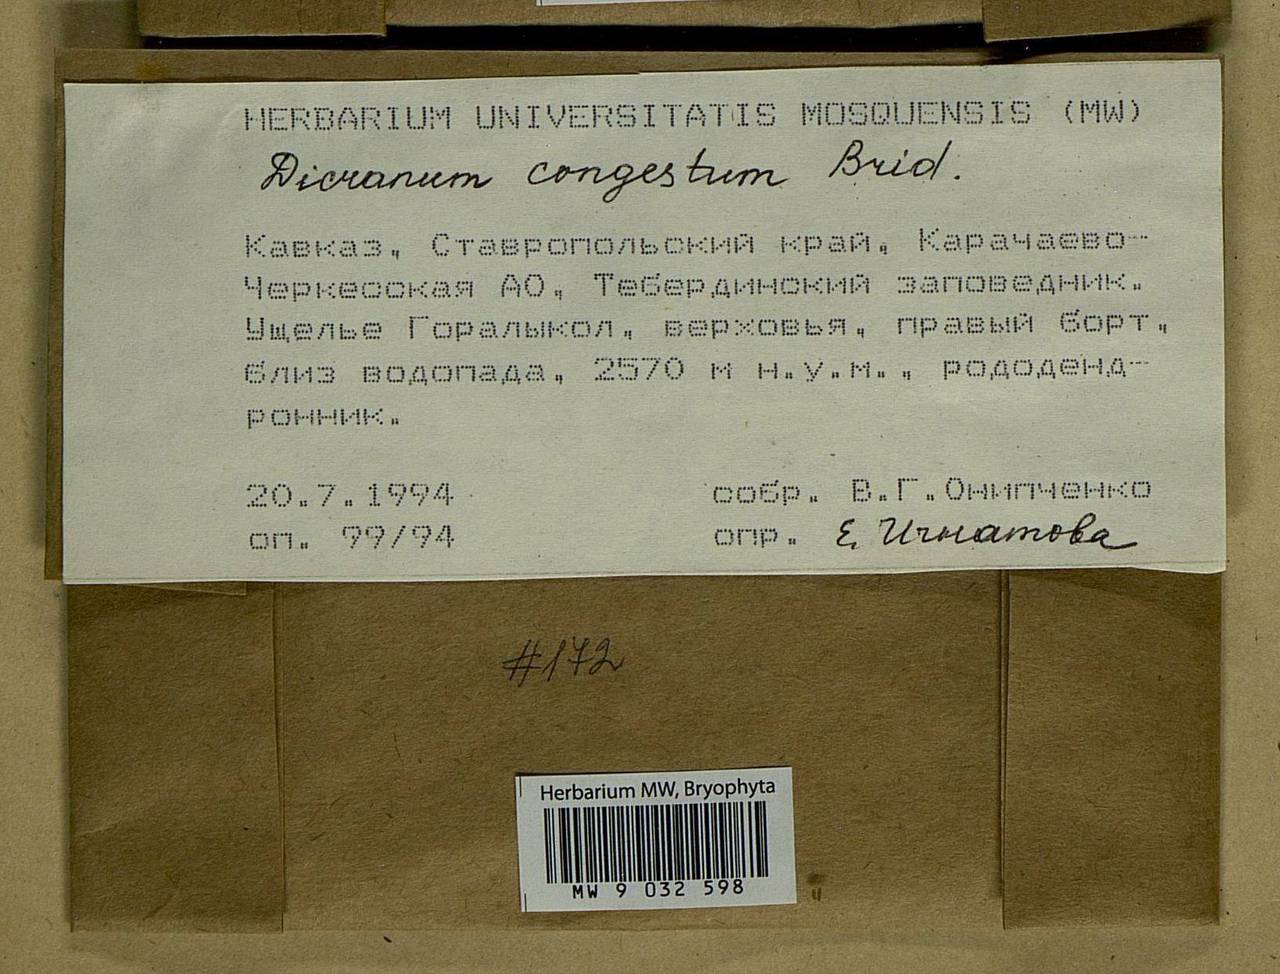 HERBARIUM UNIVERSITATIS MOSQUENSIS (MW)
Dicranum congestum Brid.
Кавказ, Ставропольский край, Карачаево-
Черкесская АО, Тебердинский заповедник.
Ущелье Горалыкол, верховья, правый борт,
близ водопада, 2570 м н.у.м., рододенд-
ронник.
20.7.1994 собр. В.Г.Онипченко
оп. 99/94 опр. Е. Игнатова
#172
Herbarium MW, Bryophyta
MW 9 032 598